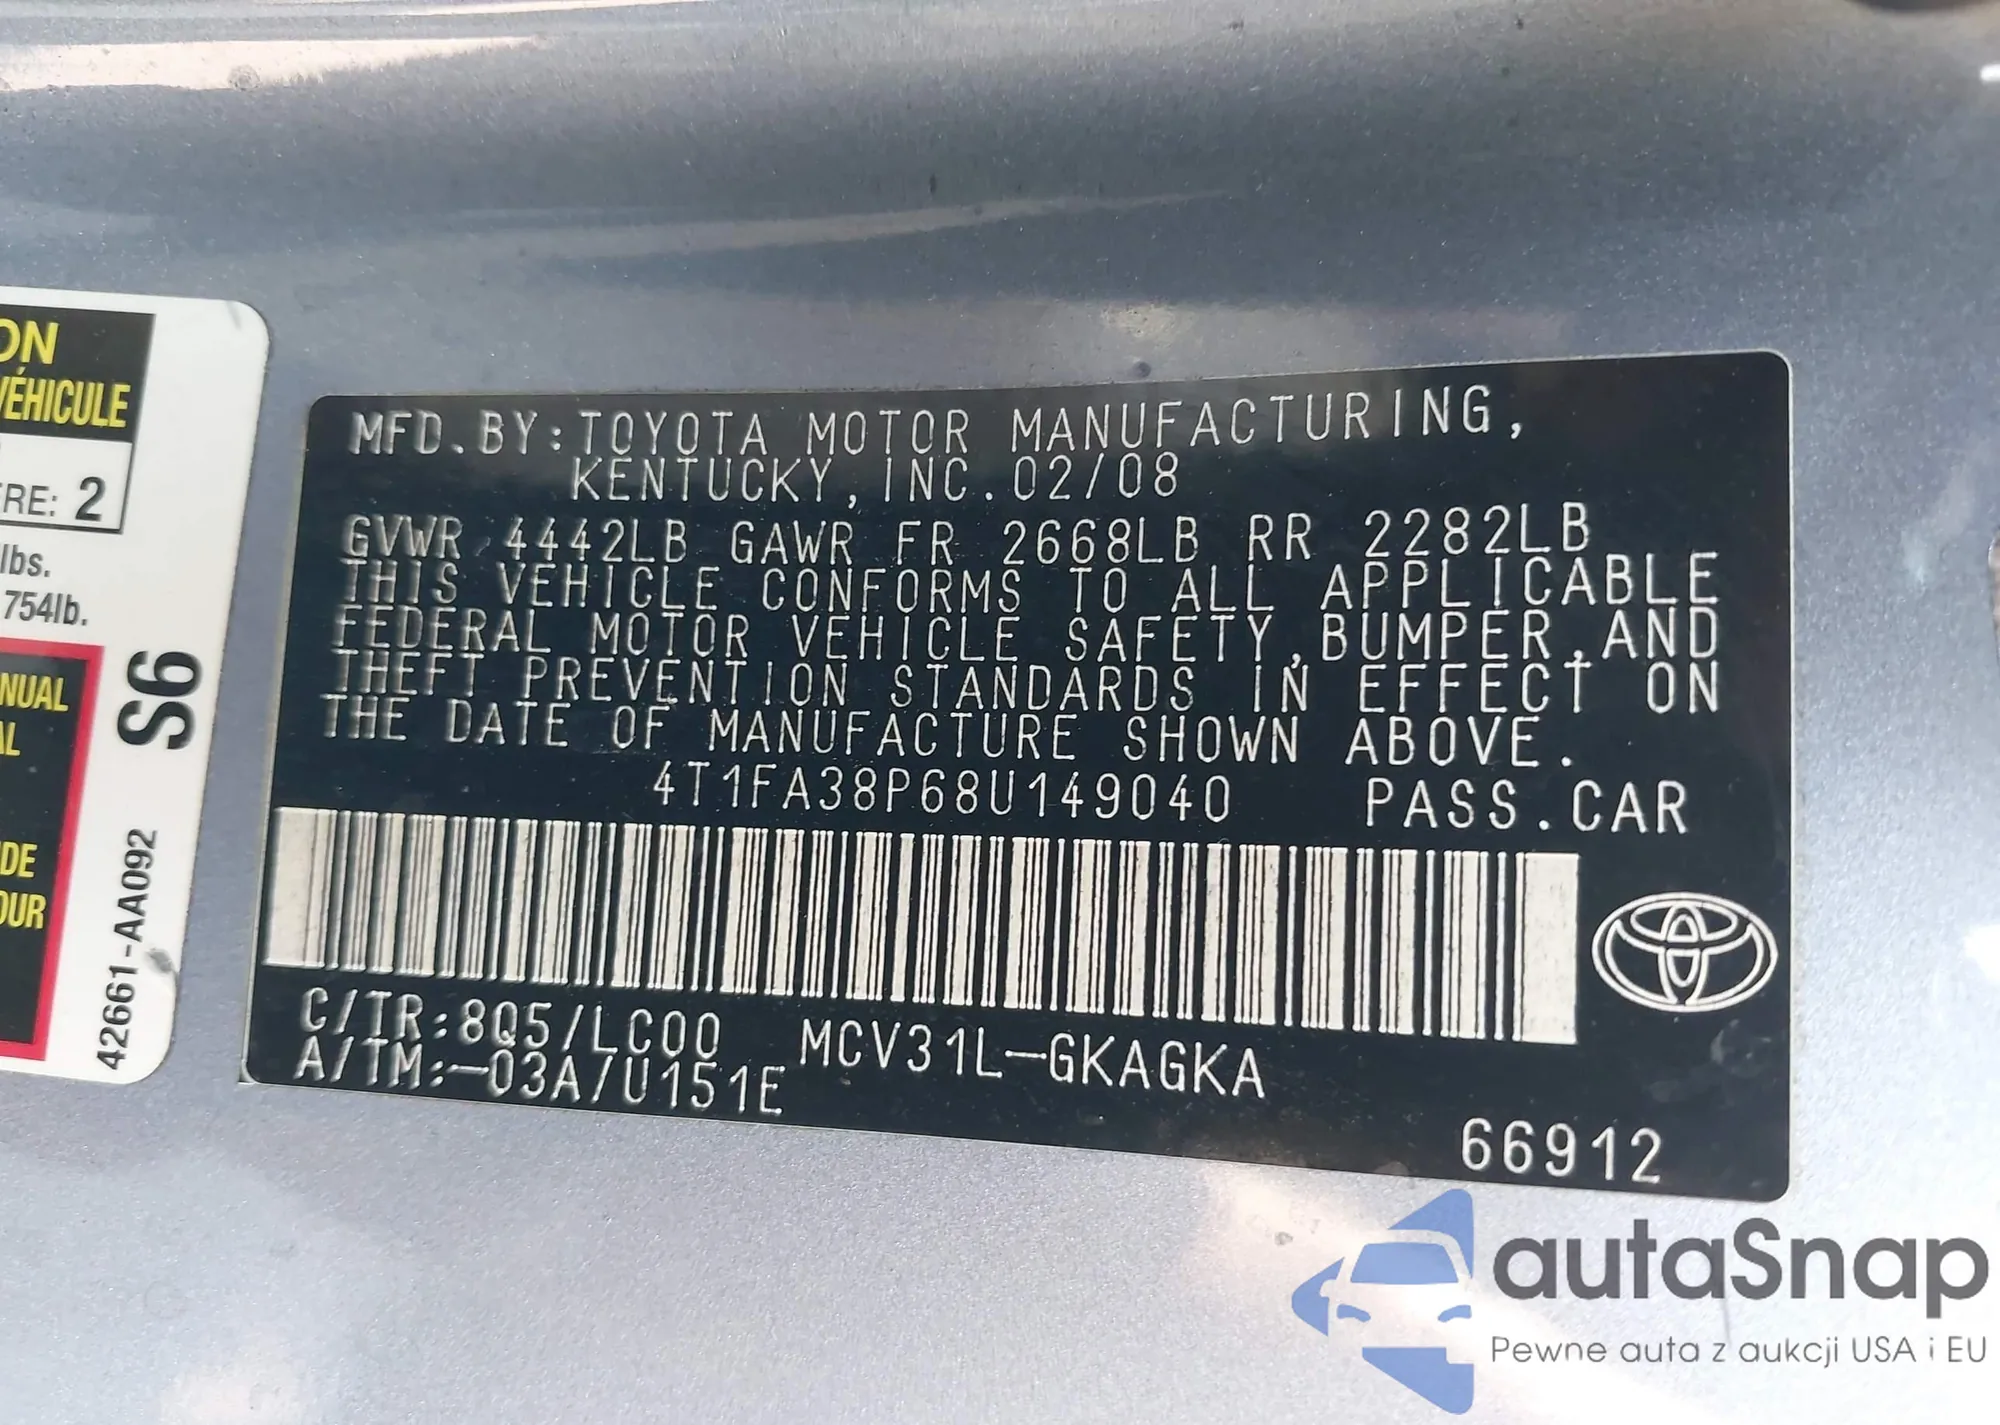 ON
VÉHICULE
RE: 2
lbs.
754lb.
NUAL
AL
DE
OUR
S6
42661-AA092
MFD.BY:TOYOTA MOTOR MANUFACTURING,
KENTUCKY,INC.02/08
GVWR 4442LB GAWR FR 2668LB RR 2282LB
THIS VEHICLE CONFORMS TO ALL APPLICABLE
FEDERAL MOTOR VEHICLE SAFETY,BUMPER,AND
THEFT PREVENTION STANDARDS IN EFFECT ON
THE DATE OF MANUFACTURE SHOWN ABOVE.
4T1FA38P68U149040 PASS.CAR
C/TR:8Q5/LC00 MCV31L-GKAGKA
A/TM:-03A/U151E
66912
autaSnap
Pewne auta z aukcji USA i EU